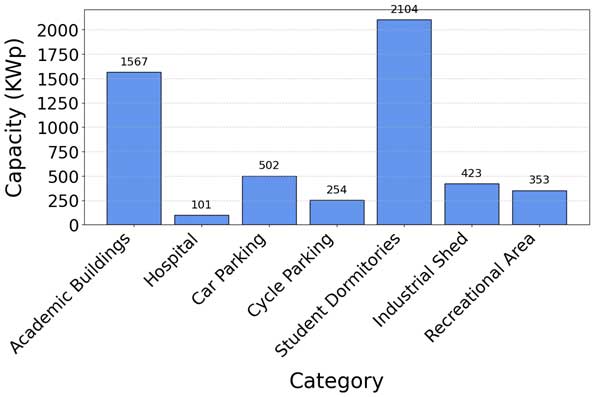 2104
2000
1750
1567
1500
1250
1000
750
502
500
423
353
254
250
101
0
Capacity (KWp)
Academic Buildings
Hospital
Car Parking
Cycle Parking
Student Dormitories
Industrial Shed
Recreational Area
Category